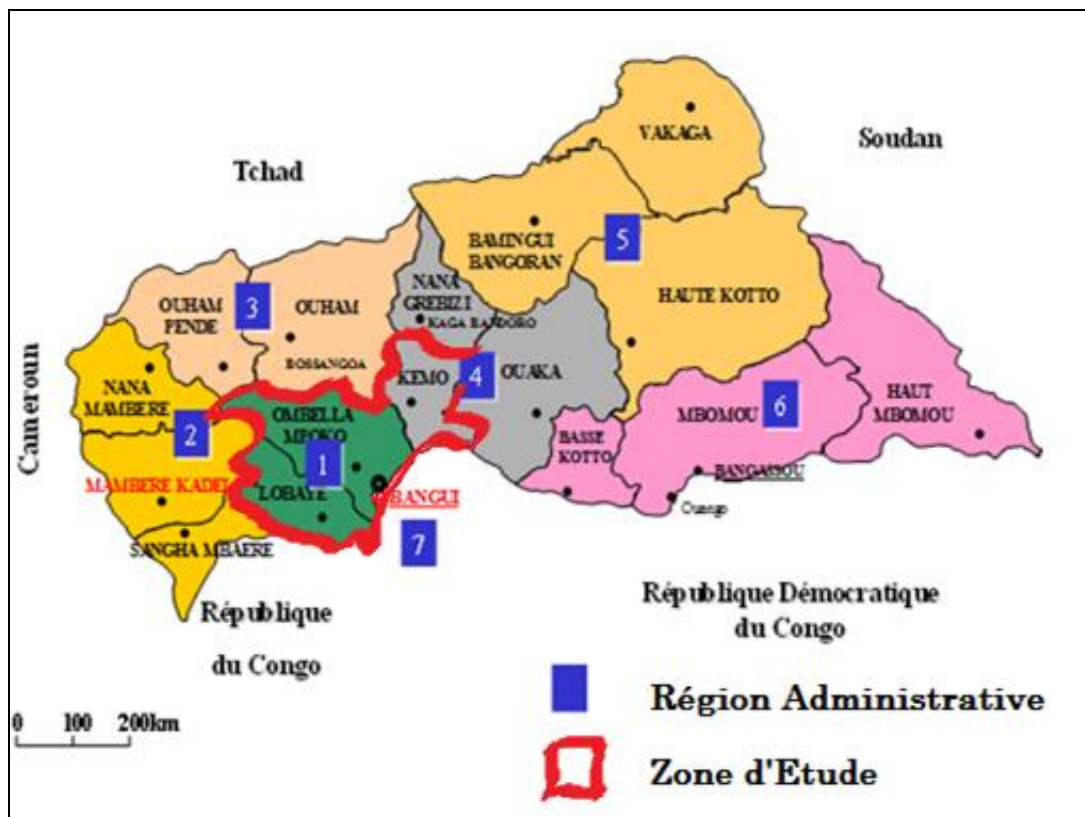 VAKAGA
Soudan
Tchad
BAMINGUI
BANGORAN
5
NANA
GREBIZI
HAUTE KOTTO
OUHAM
PENDE
3
OUHAM
KAGA BANDORO
BOSSANGOA
KEMO
4
OUAKA
Cameroun
NANA
MAMBERE
HAUT
MBOMOU
MBOMOU
6
2
OMBELLA
MPOKO
BASSE
KOTTO
1
BANGASSOU
MAMBERE KADEI
LOBAYE
BANGUI
Ouango
SANGHA MBAERE
7
République
du Congo
République Démocratique
du Congo
Région Administrative
0 100 200km
Zone d'Etude